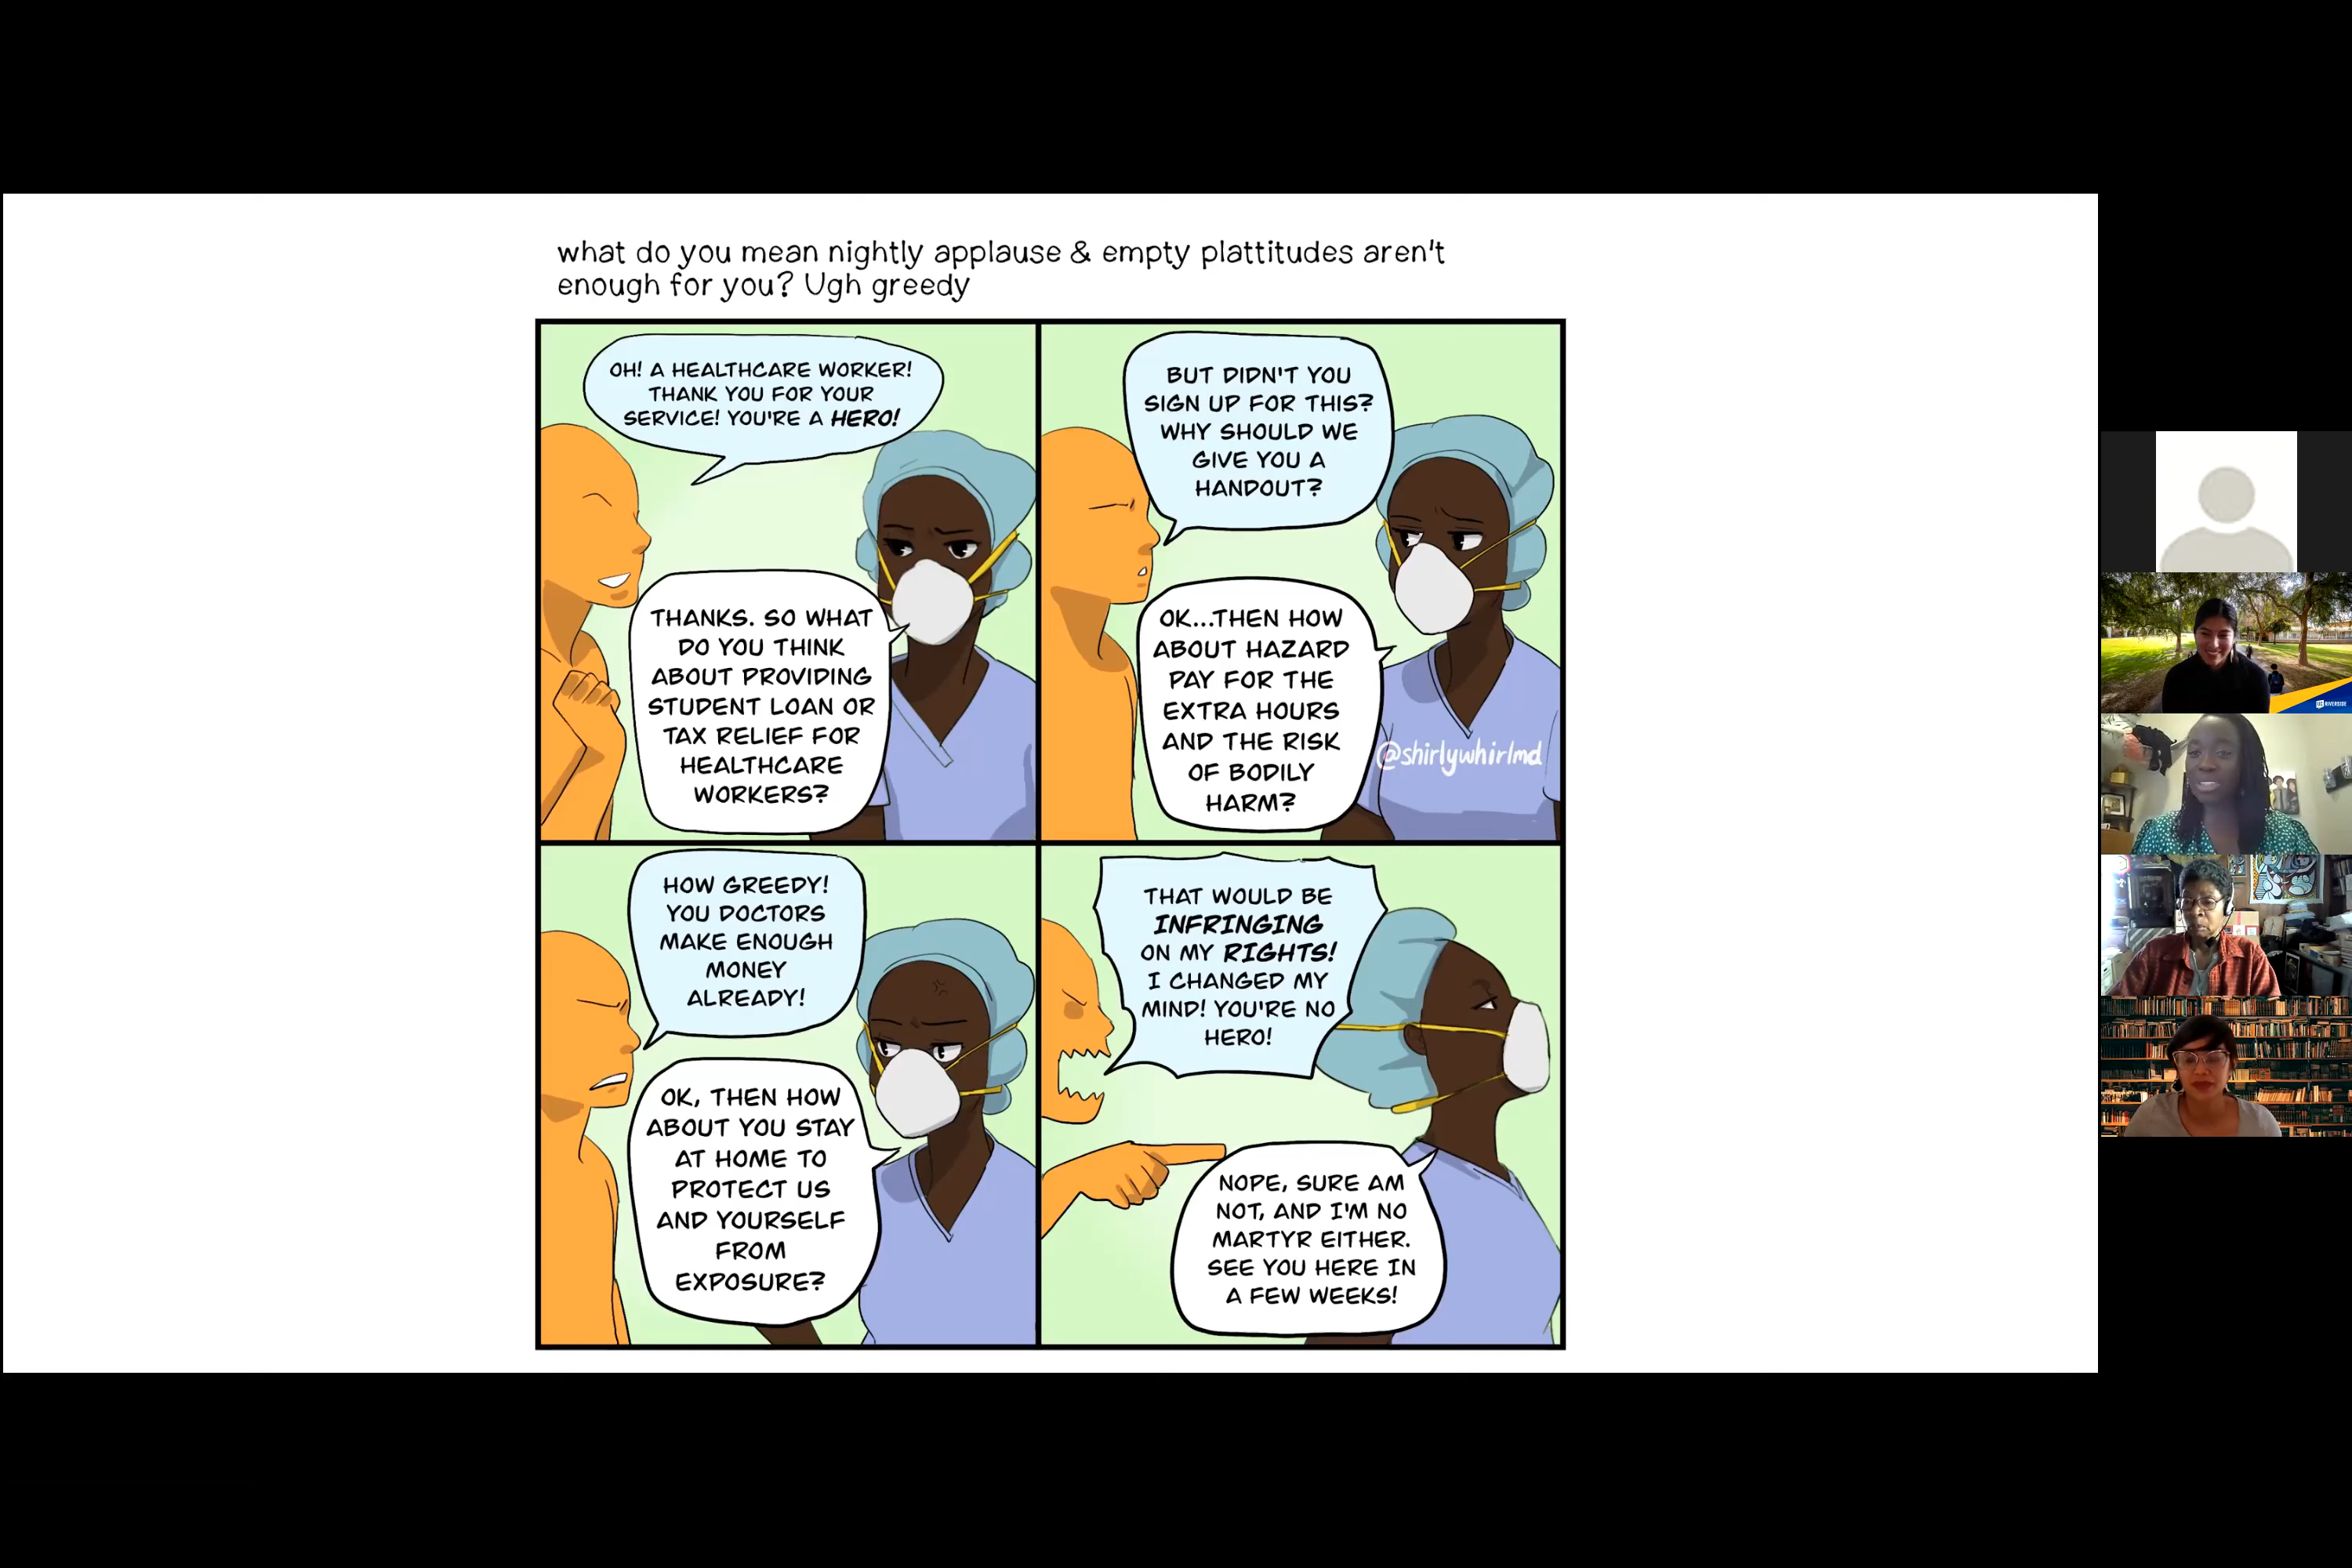 what do you mean nightly applause & empty plattitudes aren't
enough for you? Ugh greedy
OH! A HEALTHCARE WORKER!
THANK YOU FOR YOUR
SERVICE! YOU'RE A HERO!
THANKS. SO WHAT
DO YOU THINK
ABOUT PROVIDING
STUDENT LOAN OR
TAX RELIEF FOR
HEALTHCARE
WORKERS?
BUT DIDN'T YOU
SIGN UP FOR THIS?
WHY SHOULD WE
GIVE YOU A
HANDOUT?
OK...THEN HOW
ABOUT HAZARD
PAY FOR THE
EXTRA HOURS
AND THE RISK
OF BODILY
HARM?
@shirlywhirlmd
HOW GREEDY!
YOU DOCTORS
MAKE ENOUGH
MONEY
ALREADY!
OK, THEN HOW
ABOUT YOU STAY
AT HOME TO
PROTECT US
AND YOURSELF
FROM
EXPOSURE?
THAT WOULD BE
INFRINGING
ON MY RIGHTS!
I CHANGED MY
MIND! YOU'RE NO
HERO!
NOPE, SURE AM
NOT, AND I'M NO
MARTYR EITHER.
SEE YOU HERE IN
A FEW WEEKS!
RIVERSIDE